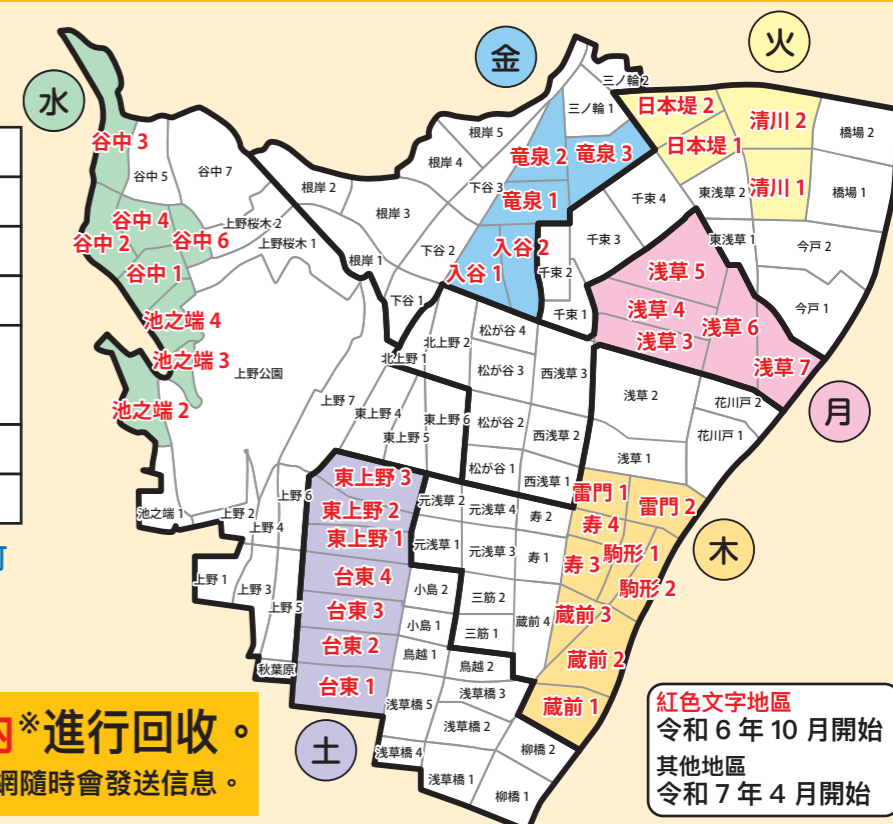 火
金
水
三ノ輪 2
三ノ輪 1
日本堤 2
清川 2
橋場 2
日本堤 1
根岸 5
谷中 3
根岸 4
竜泉 2
竜泉 3
谷中 5
谷中 7
清川 1
橋場 1
根岸 2
下谷 3
東浅草 2
竜泉 1
千束 4
谷中 4
上野桜木 2
根岸 3
谷中 2
谷中 6
上野桜木 1
千束 3
東浅草 1
今戸 2
根岸 1
下谷 2
入谷 2
谷中 1
入谷 1
千束 2
浅草 5
下谷 1
千束 1
浅草 4
今戸 1
池之端 4
浅草 6
北上野 2
松が谷 4
浅草 3
池之端 3
北上野 1
浅草 7
上野公園
松が谷 3
西浅草 3
浅草 2
花川戸 2
池之端 2
上野 7
東上野 4
東上野 6
松が谷 2
月
東上野 5
西浅草 2
花川戸 1
浅草 1
松が谷 1
西浅草 1
東上野 3
雷門 1
上野 6
元浅草 2
元浅草 4
雷門 2
池之端 1
上野 2
東上野 2
寿 2
寿 4
上野 4
東上野 1
元浅草 1
元浅草 3
寿 1
駒形 1
木
寿 3
台東 4
上野 1
上野 3
小島 2
三筋 2
駒形 2
上野 5
台東 3
蔵前 3
小島 1
三筋 1
蔵前 4
台東 2
鳥越 1
鳥越 2
蔵前 2
秋葉原
台東 1
浅草橋 3
浅草橋 5
蔵前 1
浅草橋 2
土
浅草橋 4
柳橋 2
浅草橋 1
柳橋 1
町
内※進行回收。
網隨時會發送信息。
紅色文字地區
令和 6 年 10 月開始
其他地區
令和 7 年 4 月開始